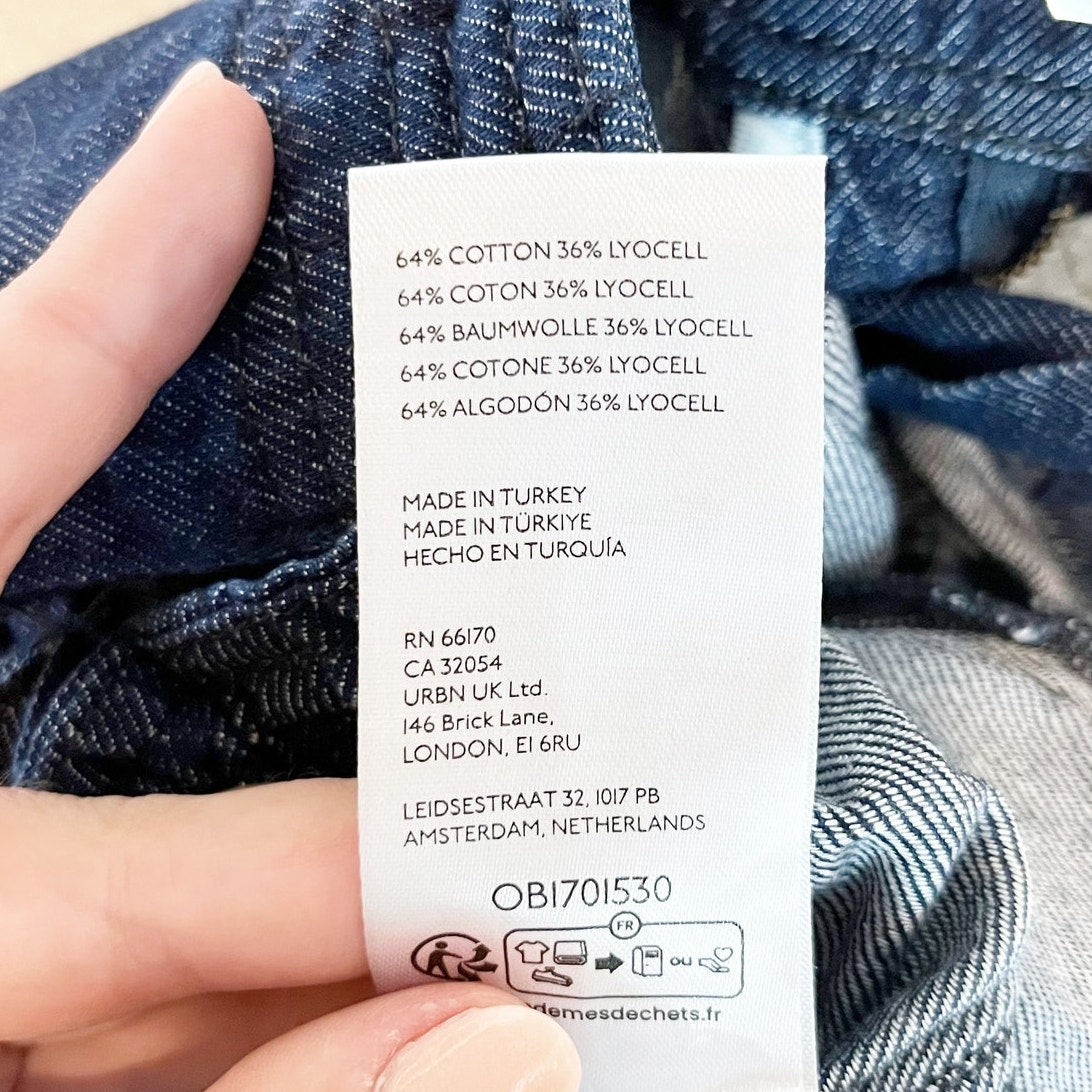 64% COTTON 36% LYOCELL
64% COTON 36% LYOCELL
64% BAUMWOLLE 36% LYOCELL
64% COTONE 36% LYOCELL
64% ALGODÓN 36% LYOCELL
MADE IN TURKEY
MADE IN TÜRKIYE
HECHO EN TURQUÍA
RN 66170
CA 32054
URBN UK Ltd.
146 Brick Lane,
LONDON, E1 6RU
LEIDSESTRAAT 32, 1017 PB
AMSTERDAM, NETHERLANDS
OB1701530
FR
ou